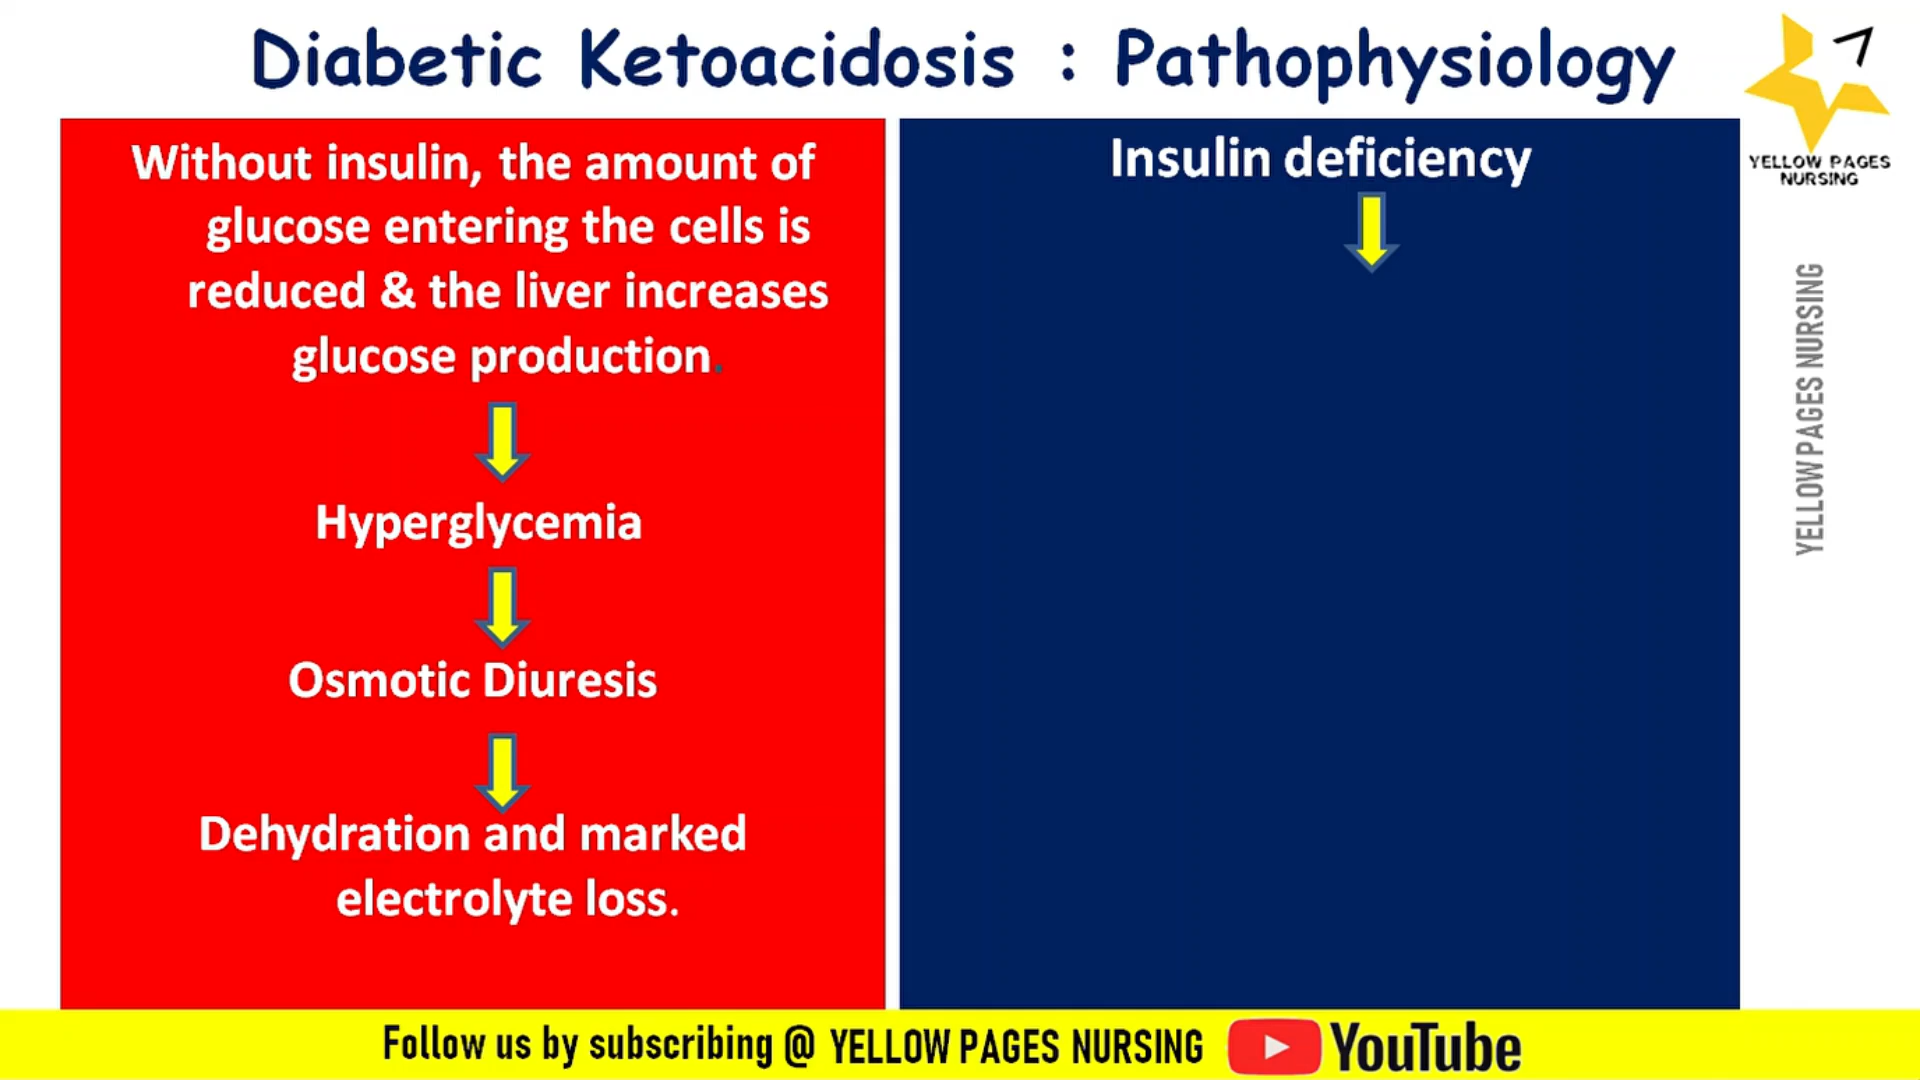 Diabetic Ketoacidosis : Pathophysiology
Without insulin, the amount of
glucose entering the cells is
reduced & the liver increases
glucose production.
Hyperglycemia
Osmotic Diuresis
Dehydration and marked
electrolyte loss.
Insulin deficiency
YELLOW PAGES
NURSING
YELLOW PAGES NURSING
Follow us by subscribing @ YELLOW PAGES NURSING YouTube